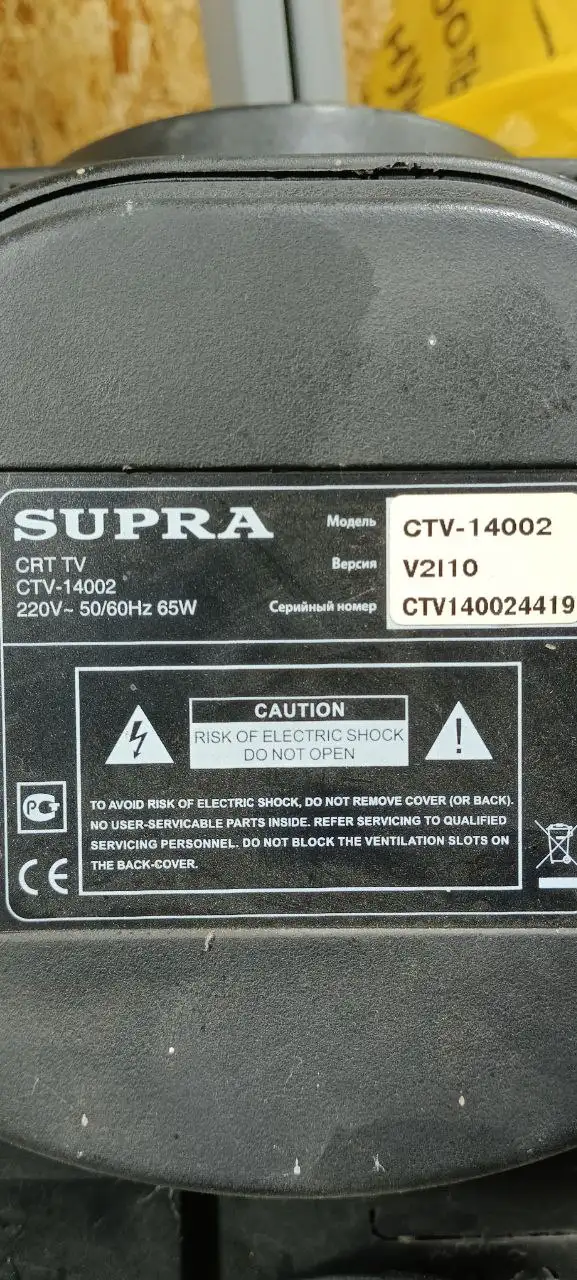 SUPRA
CRT TV
CTV-14002
220V~ 50/60Hz 65W
Модель CTV-14002
Версия V2I10
Серийный номер CTV140024419
CAUTION
RISK OF ELECTRIC SHOCK
DO NOT OPEN
TO AVOID RISK OF ELECTRIC SHOCK, DO NOT REMOVE COVER (OR BACK).
NO USER-SERVICABLE PARTS INSIDE. REFER SERVICING TO QUALIFIED
SERVICING PERSONNEL. DO NOT BLOCK THE VENTILATION SLOTS ON
THE BACK-COVER.
CE